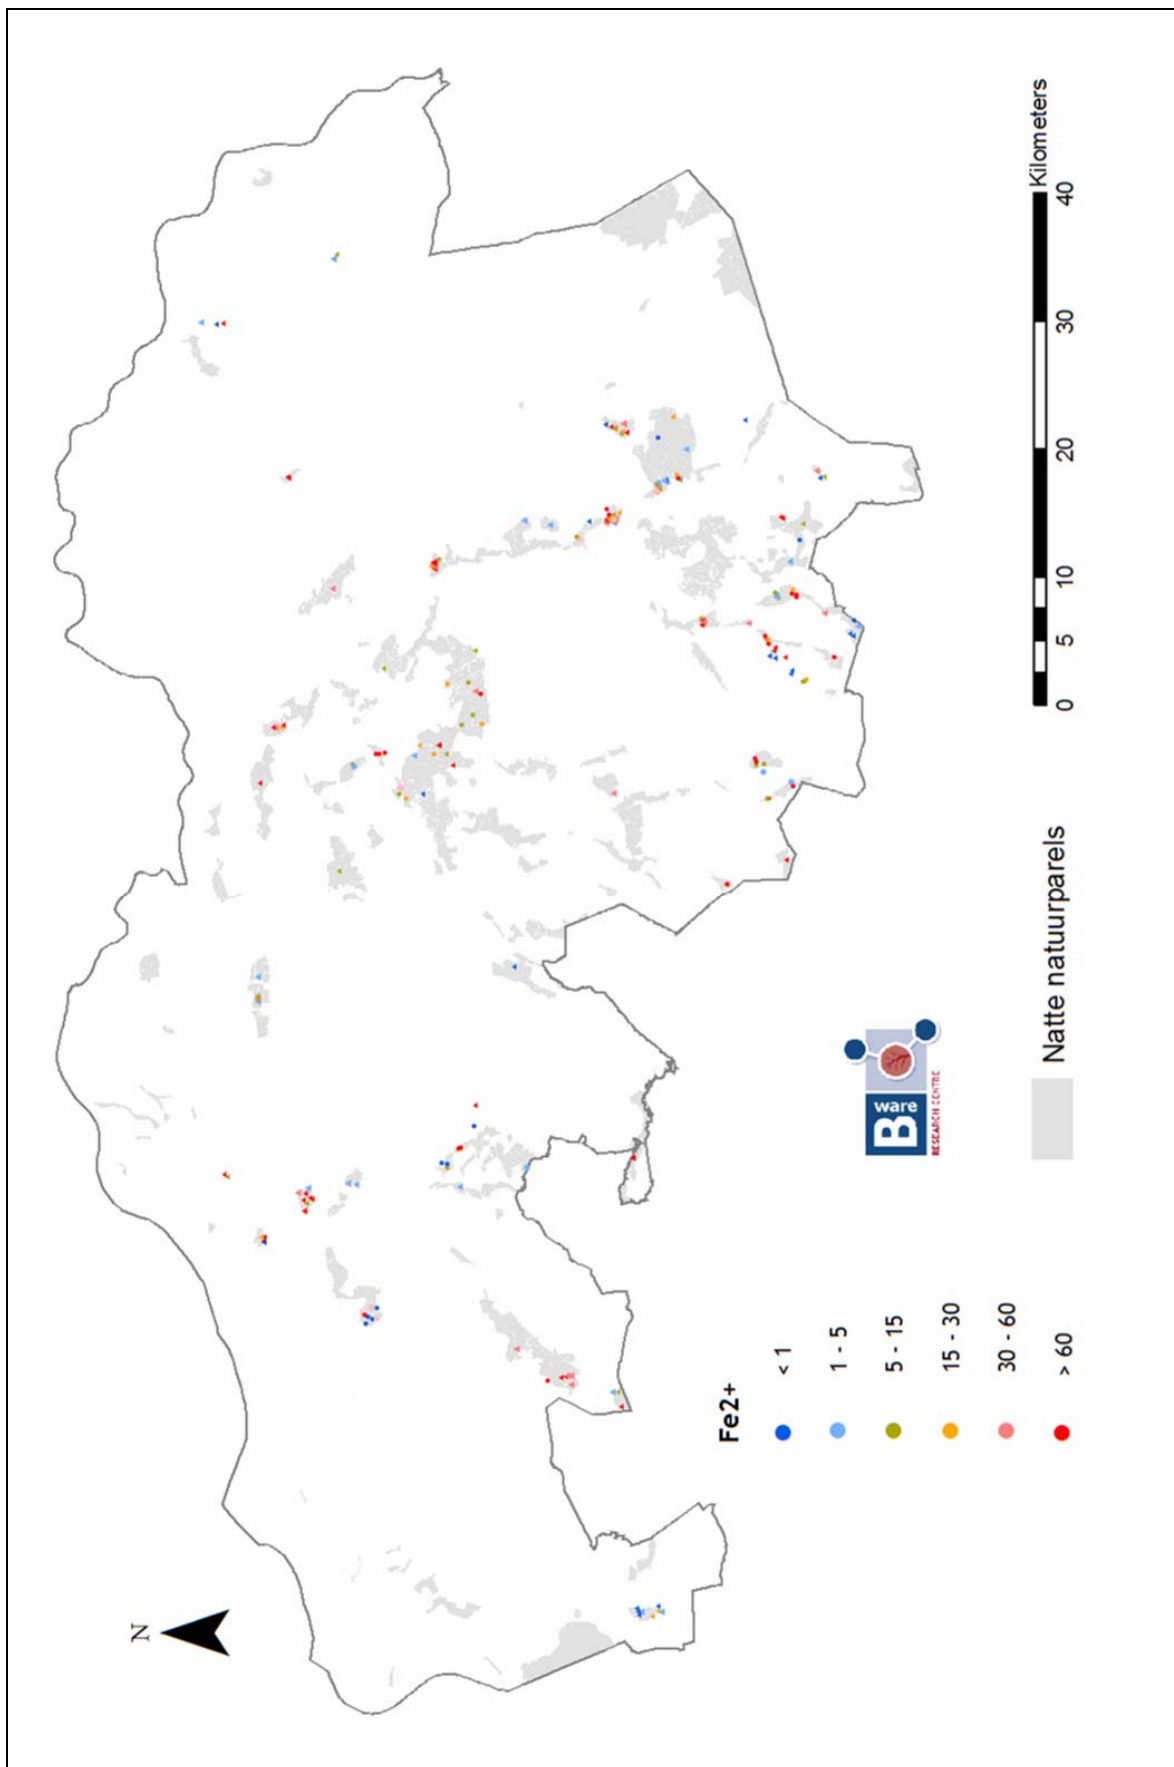 N
Fe2+
< 1
1 - 5
5 - 15
15 - 30
30 - 60
> 60
B ware
RESEARCH CENTRE
Natte natuurparels
0 5 10 20 30 40
Kilometers